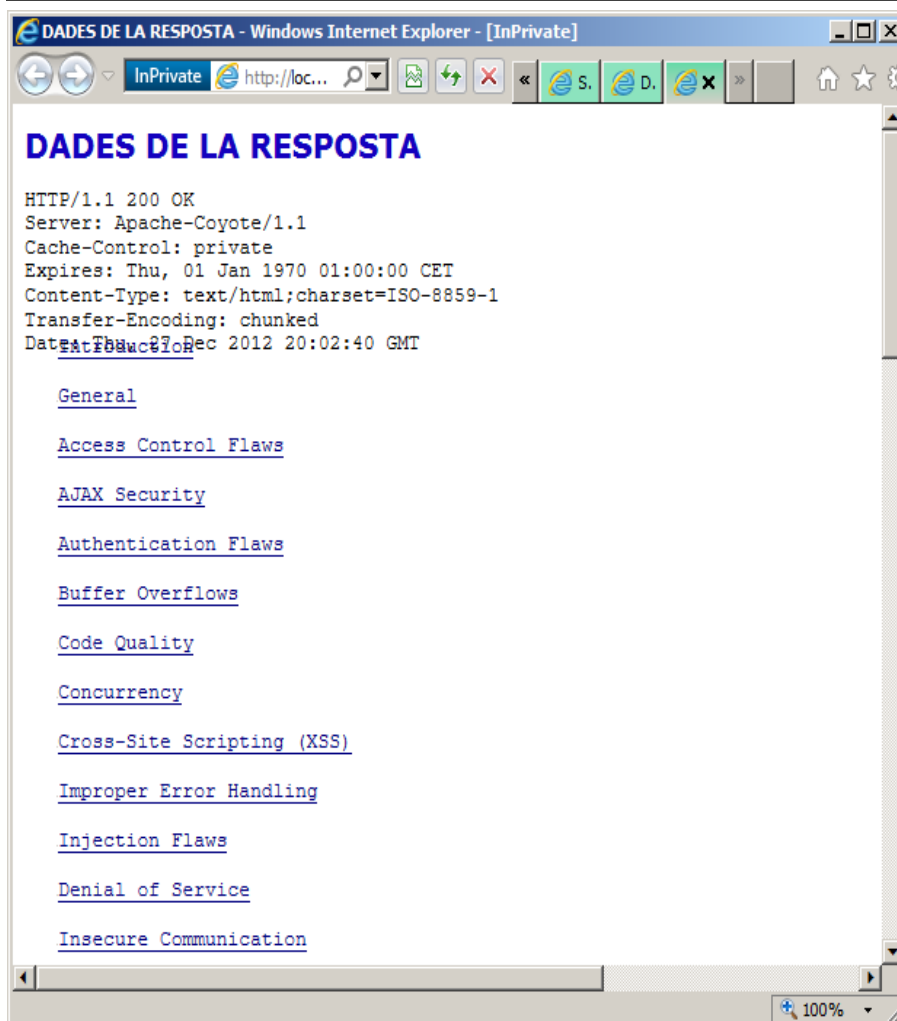 DADES DE LA RESPOSTA - Windows Internet Explorer - [InPrivate]
InPrivate http://loc... « S. D. »
DADES DE LA RESPOSTA
HTTP/1.1 200 OK
Server: Apache-Coyote/1.1
Cache-Control: private
Expires: Thu, 01 Jan 1970 01:00:00 CET
Content-Type: text/html;charset=ISO-8859-1
Transfer-Encoding: chunked
Date: Thu, 27 Dec 2012 20:02:40 GMT
Introduction
General
Access Control Flaws
AJAX Security
Authentication Flaws
Buffer Overflows
Code Quality
Concurrency
Cross-Site Scripting (XSS)
Improper Error Handling
Injection Flaws
Denial of Service
Insecure Communication
100%